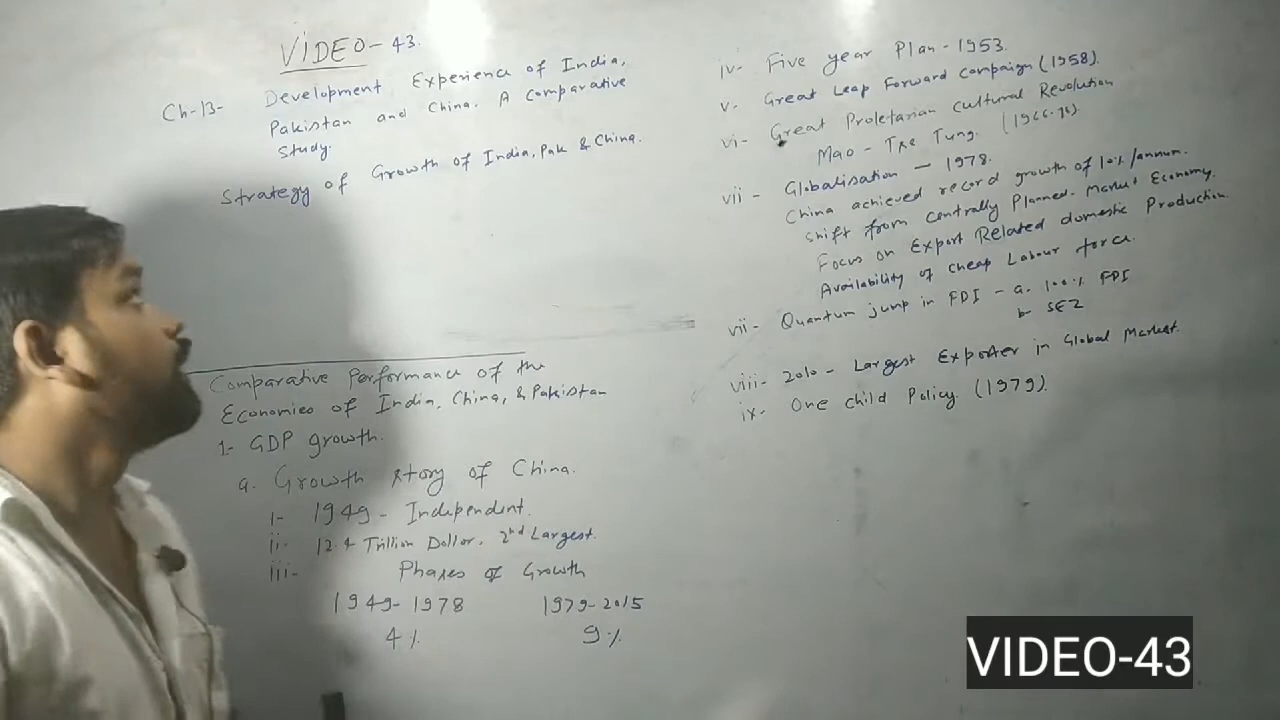 VIDEO - 43.
Ch-13- Development Experience of India,
Pakistan and China. A Comparative
Study.
Strategy of Growth of India, Pak & China.
Comparative Performance of the
Economies of India, China, & Pakistan
1- GDP growth.
a. Growth story of China.
i- 1949 - Independent.
ii- 12.4 Trillion Dollar, 2nd Largest.
iii- Phases of Growth
1949-1978 1979-2015
4% 9%
iv- Five year Plan - 1953.
v. Great Leap Forward Campaign (1958).
vi- Great Proletarian Cultural Revolution
Mao - Tse Tung. (1966-76)
vii - Globalisation - 1978.
China achieved record growth of 10% /annum.
shift from centrally Planned - Market Economy.
Focus on Export Related domestic Production
Availability of cheap Labour force.
vii- Quantum jump in FDI - a. 100% FDI
b- SEZ
viii- 2010 - Largest Exporter in Global Market.
ix- One child Policy. (1979).
VIDEO-43